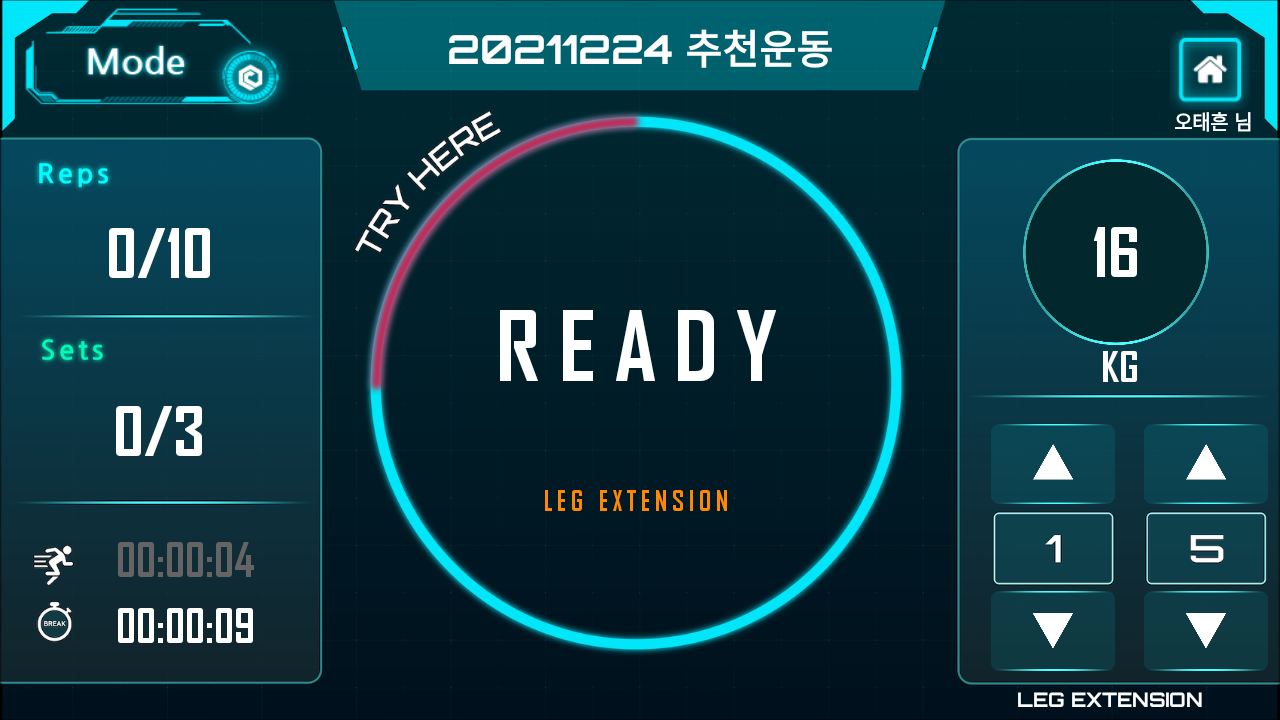 Mode
20211224 추천운동
오태흔 님
Reps
0/10
Sets
0/3
00:00:04
BREAK
00:00:09
TRY HERE
READY
LEG EXTENSION
16
KG
1 5
LEG EXTENSION